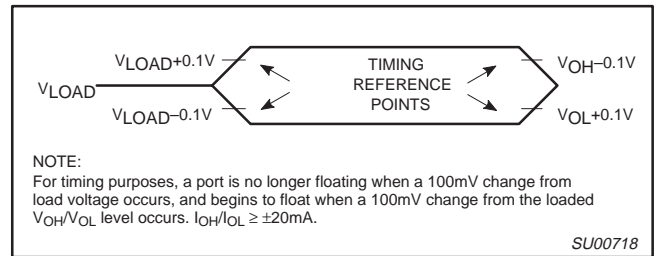 VLOAD+0.1V TIMING VOH–0.1V
VLOAD REFERENCE
VLOAD–0.1V POINTS VOL+0.1V
NOTE:
For timing purposes, a port is no longer floating when a 100mV change from
load voltage occurs, and begins to float when a 100mV change from the loaded
VOH/VOL level occurs. IOH/IOL ≥ ±20mA.
SU00718